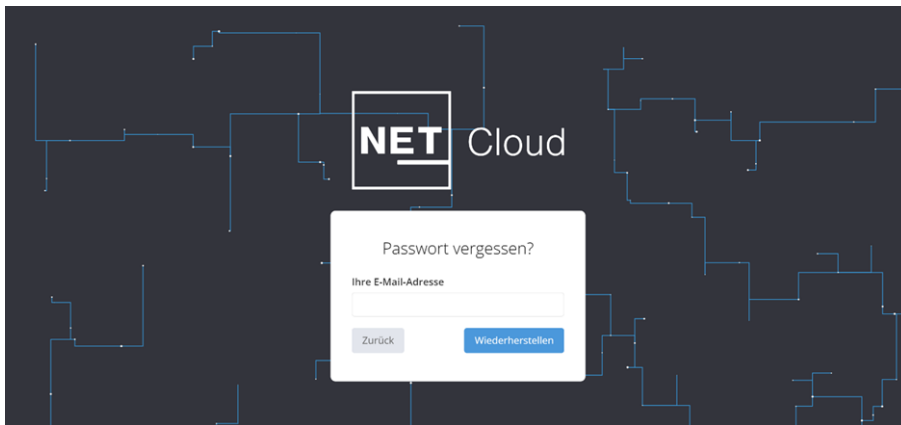 NET Cloud
Passwort vergessen?
Ihre E-Mail-Adresse
Zurück Wiederherstellen